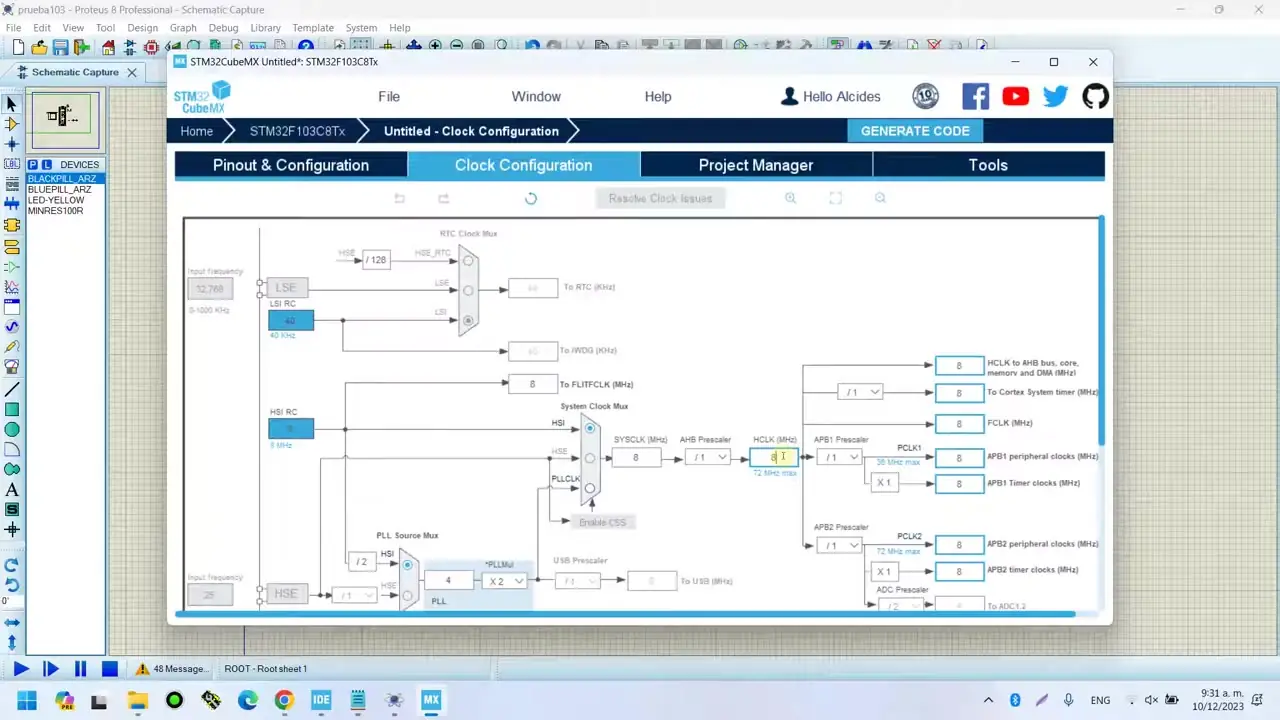 prueba103 - Proteus 8 Professional - Schematic Capture
File Edit View Tool Design Graph Debug Library Template System Help
Schematic Capture
STM32CubeMX Untitled*: STM32F103C8Tx
STM32
CubeMX
File Window Help Hello Alcides
Home STM32F103C8Tx Untitled - Clock Configuration GENERATE CODE
Pinout & Configuration Clock Configuration Project Manager Tools
Resolve Clock Issues
P L DEVICES
BLACKPILL_ARZ
BLUEPILL_ARZ
LED-YELLOW
MINRES100R
RTC Clock Mux
HSE / 128 HSE_RTC
Input frequency
32.768 LSE LSE To RTC (KHz)
0-1000 KHz
LSI RC
40 LSI
40 KHz
To IWDG (KHz)
8 To FLITFCLK (MHz)
HCLK to AHB bus, core,
memory and DMA (MHz)
8
/ 1 8 To Cortex System timer (MHz)
System Clock Mux
HSI RC
HSI
8 FCLK (MHz)
8 MHz
SYSCLK (MHz) AHB Prescaler HCLK (MHz) APB1 Prescaler PCLK1
HSE 8 / 1 8 / 1 8 APB1 peripheral clocks (MHz)
72 MHz max 36 MHz max
PLLCLK X 1 8 APB1 Timer clocks (MHz)
Enable CSS
APB2 Prescaler PCLK2
PLL Source Mux
/ 1 8 APB2 peripheral clocks (MHz)
72 MHz max
/ 2 HSI *PLLMul USB Prescaler
X 1 8 APB2 timer clocks (MHz)
Input frequency 4 X 2 / 1 To USB (MHz)
25 HSE / 1 HSE PLL
ADC Prescaler
/ 2 To ADC1,2
48 Message... ROOT - Root sheet 1
PRE IDE MX ENG 9:31 a. m.
10/12/2023